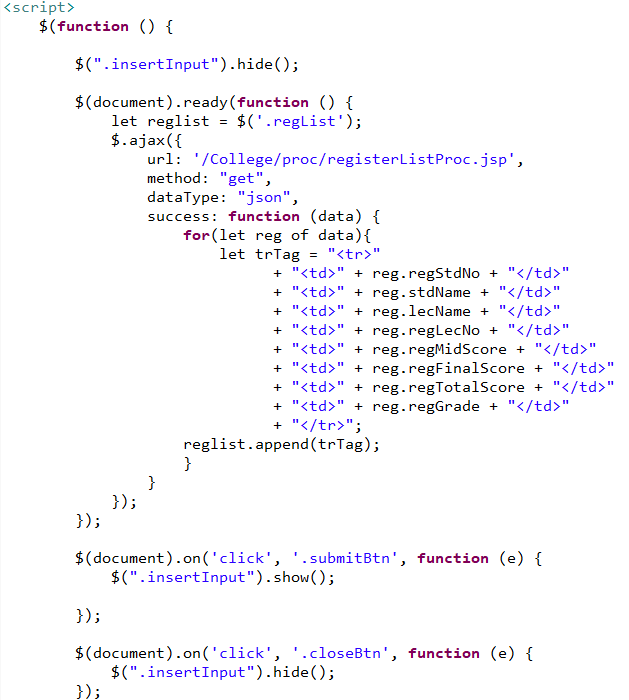 <script>
$(function () {
$(".insertInput").hide();
$(document).ready(function () {
let reglist = $('.regList');
$.ajax({
url: '/College/proc/registerListProc.jsp',
method: "get",
dataType: "json",
success: function (data) {
for(let reg of data){
let trTag = "<tr>"
+ "<td>" + reg.regStdNo + "</td>"
+ "<td>" + reg.stdName + "</td>"
+ "<td>" + reg.lecName + "</td>"
+ "<td>" + reg.regLecNo + "</td>"
+ "<td>" + reg.regMidScore + "</td>"
+ "<td>" + reg.regFinalScore + "</td>"
+ "<td>" + reg.regTotalScore + "</td>"
+ "<td>" + reg.regGrade + "</td>"
+ "</tr>";
reglist.append(trTag);
}
}
});
});
$(document).on('click', '.submitBtn', function (e) {
$(".insertInput").show();
});
$(document).on('click', '.closeBtn', function (e) {
$(".insertInput").hide();
});